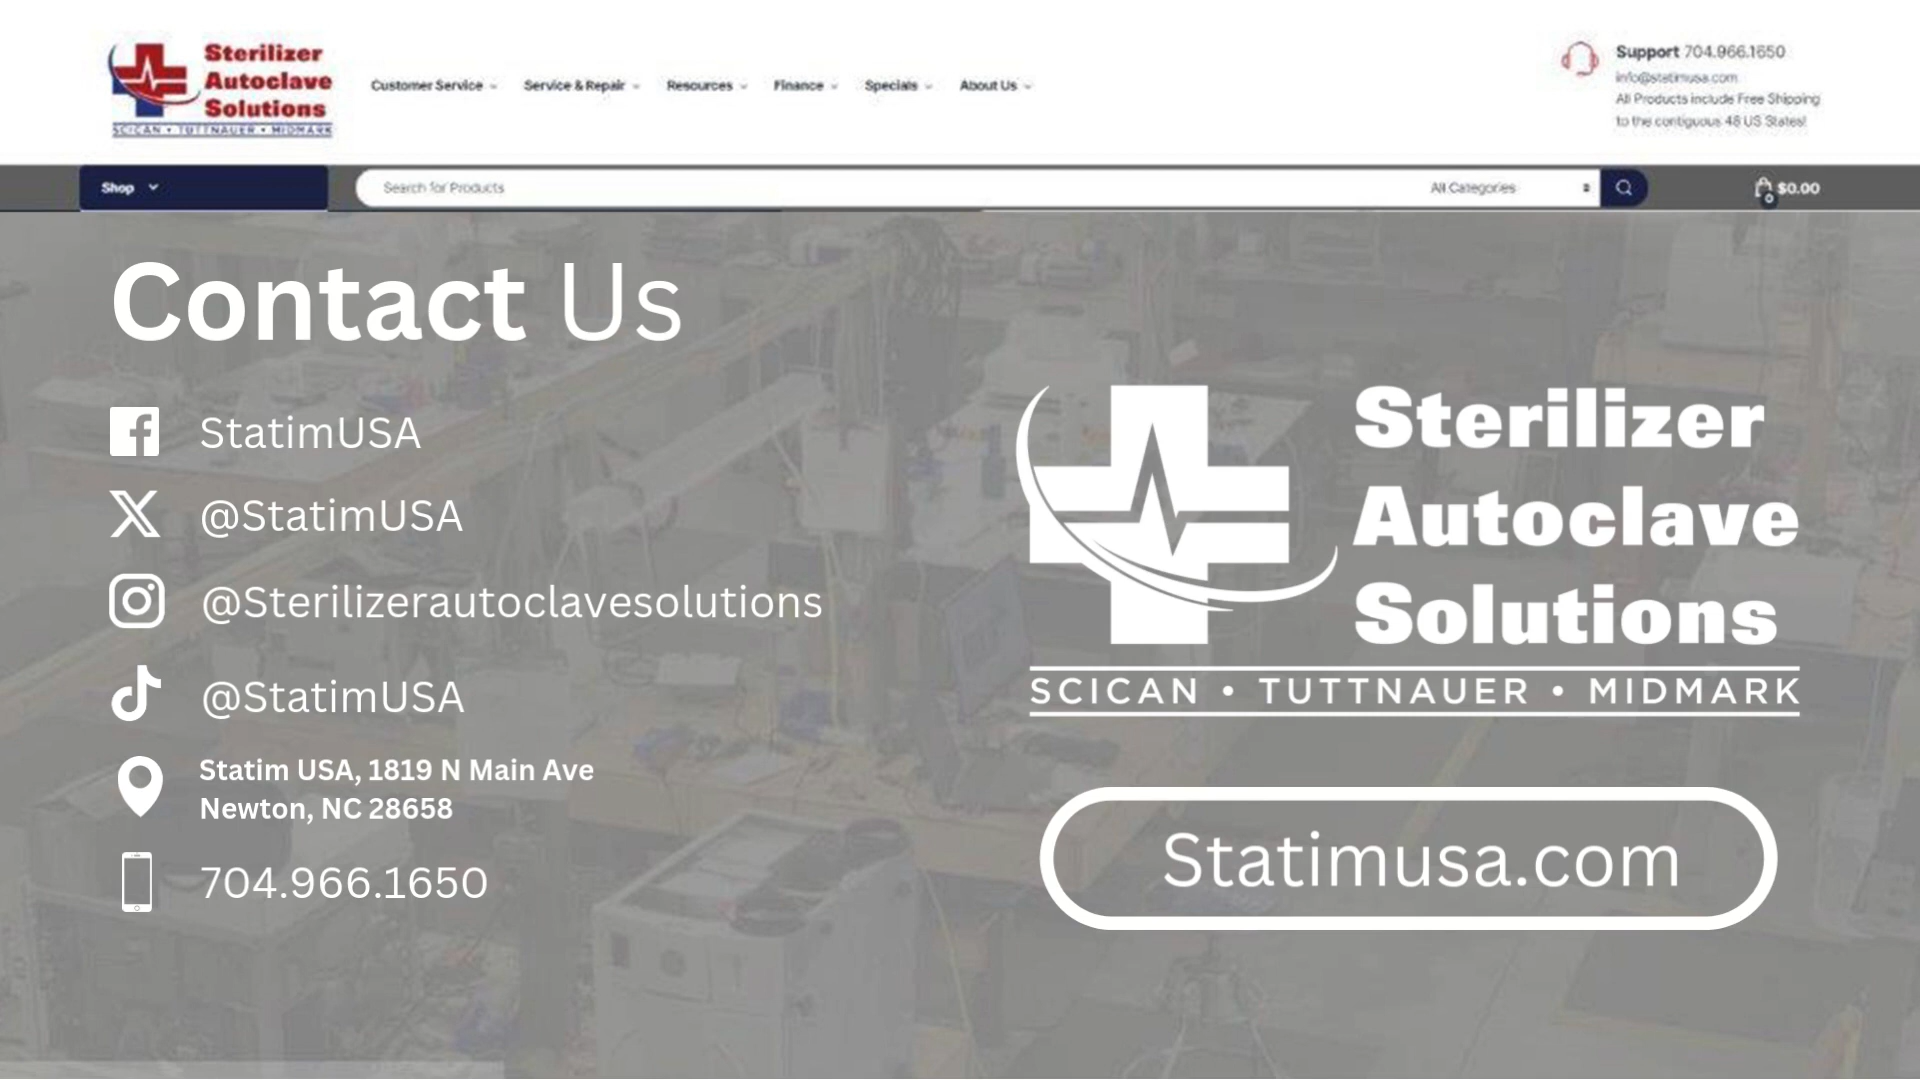 Sterilizer
Autoclave
Solutions
SCICAN • TUTTNAUER • MIDMARK
Customer Service
Service & Repair
Resources
Finance
Specials
About Us
Support 704.966.1650
info@statimusa.com
All Products include Free Shipping
to the contiguous 48 US States!
Shop
Search for Products
All Categories
0
$0.00
Contact Us
StatimUSA
@StatimUSA
@Sterilizerautoclavesolutions
@StatimUSA
Statim USA, 1819 N Main Ave
Newton, NC 28658
704.966.1650
Sterilizer
Autoclave
Solutions
SCICAN • TUTTNAUER • MIDMARK
Statimusa.com